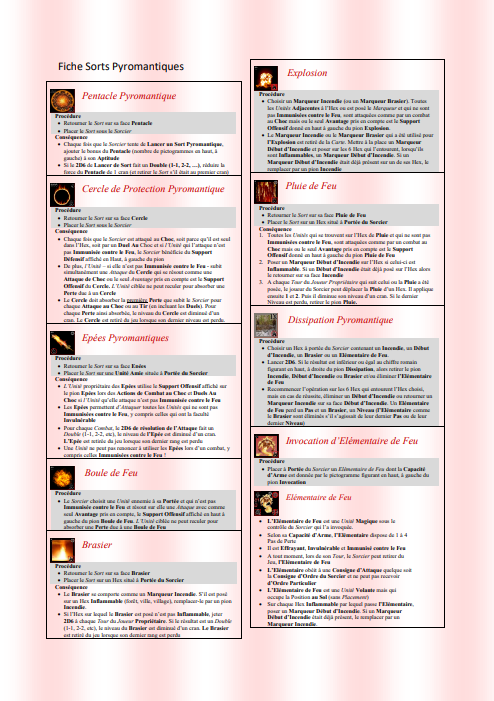 Fiche Sorts Pyromantiques
Pentacle Pyromantique
Procédure
• Retourner le Sort sur sa face Pentacle
• Placer le Sort sous le Sorcier
Conséquence
• Chaque fois que le Sorcier tente de Lancer un Sort Pyromantique,
ajouter le bonus du Pentacle (nombre de pictogrammes en haut, à
gauche) à son Aptitude
• Si le 2D6 de Lancer de Sort fait un Double (1-1, 2-2, …), réduire la
force du Pentacle de 1 cran (et retirer le Sort s'il était au premier cran)
Cercle de Protection Pyromantique
Procédure
• Retourner le Sort sur sa face Cercle
• Placer le Sort sous le Sorcier
Conséquence
• Chaque fois que le Sorcier est attaqué au Choc, soit parce qu'il est seul
dans l'Hex, soit par un Duel Au Choc et si l'Unité qui l'attaque n'est
pas Immunisée contre le Feu, le Sorcier bénéficie du Support
Défensif affiché en Haut, à gauche du pion
• De plus, l'Unité – si elle n'est pas Immunisée contre le Feu - subit
simultanément une Attaque du Cercle qui se résout comme une
Attaque de Choc ou le seul Avantage pris en compte est le Support
Offensif du Cercle. L'Unité ciblée ne peut reculer pour absorber une
Perte due à un Cercle
• Le Cercle doit absorber la première Perte que subit le Sorcier pour
chaque Attaque au Choc ou au Tir (en incluant les Duels). Pour
chaque Perte ainsi absorbée, le niveau du Cercle est diminué d'un
cran. Le Cercle est retiré du jeu lorsque son dernier niveau est perdu.
Epées Pyromantiques
Procédure
• Retourner le Sort sur sa face Epées
• Placer le Sort sur une Unité Amie située à Portée du Sorcier
Conséquence
• L'Unité propriétaire des Epées utilise le Support Offensif affiché sur
le pion Epées lors des Actions du Combat au Choc et Duels Au
Choc si l'Unité qu'elle attaque n'est pas Immunisée contre le Feu
• Les Epées permettent d'Attaquer toutes les Unités qui ne sont pas
Immunisées contre le Feu, y compris celles qui ont la faculté
Invulnérable
• Pour chaque Combat, le 2D6 de résolution de l'Attaque fait un
Double (1-1, 2-2, etc), le niveau de l'Epée est diminué d'un cran.
L'Epée est retirée du jeu lorsque son dernier rang est perdu
• Une Unité ne peut pas renoncer à utiliser les Epées lors d'un combat, y
compris celles Immunisées contre le Feu !
Boule de Feu
Procédure
• Le Sorcier choisit une Unité ennemie à sa Portée et qui n'est pas
Immunisée contre le Feu et résout sur elle une Attaque avec comme
seul Avantage pris en compte, le Support Offensif affiché en haut à
gauche du pion Boule de Feu. L'Unité ciblée ne peut reculer pour
absorber une Perte due à une Boule de Feu
Brasier
Procédure
• Retourner le Sort sur sa face Brasier
• Placer le Sort sur un Hex situé à Portée du Sorcier
Conséquence
• Le Brasier se comporte comme un Marqueur Incendie. S'il est posé
sur un Hex Inflammable (forêt, ville, village), remplacer-le par un pion
Incendie.
• Si l'Hex sur lequel le Brasier est posé n'est pas Inflammable, jeter
2D6 à chaque Tour du Joueur Propriétaire. Si le résultat est un Double
(1-1, 2-2, etc), le niveau du Brasier est diminué d'un cran. Le Brasier
est retiré du jeu lorsque son dernier rang est perdu
Explosion
Procédure
• Choisir un Marqueur Incendie (ou un Marqueur Brasier). Toutes
les Unités Adjacentes à l'Hex ou est posé le Marqueur et qui ne sont
pas Immunisées contre le Feu, sont attaquées comme par un combat
au Choc mais ou le seul Avantage pris en compte est le Support
Offensif donné en haut à gauche du pion Explosion.
• Le Marqueur Incendie ou le Marqueur Brasier qui a été utilisé pour
l'Explosion est retiré de la Carte. Mettre à la place un Marqueur
Début d'Incendie et poser sur les 6 Hex qui l'entourent, lorsqu'ils
sont Inflammables, un Marqueur Début d'Incendie. Si un Marqueur
Début d'Incendie était déjà présent sur un de ses Hex, le
remplacer par un pion Incendie
Pluie de Feu
Procédure
• Retourner le Sort sur sa face Pluie de Feu
• Placer le Sort sur un Hex situé à Portée du Sorcier
Conséquence
1. Toutes les Unités qui se trouvent sur l'Hex de Pluie et qui ne sont pas
Immunisées contre le Feu, sont attaquées comme par un combat au
Choc mais ou le seul Avantage pris en compte est le Support
Offensif donné en haut à gauche du pion Pluie de Feu
2. Poser un Marqueur Début d'Incendie sur l'Hex si celui-ci est
Inflammable. Si un Début d'Incendie était déjà posé sur l'Hex alors
le retourner sur sa face Incendie
3. A chaque Tour du Joueur Propriétaire qui suit celui ou la Pluie a été
posée, le joueur du Sorcier peut déplacer la Pluie d'un Hex. Il applique
ensuite 1 et 2. Puis il diminue son niveau d'un cran. Si le dernier
Niveau est perdu, retirer le pion Pluie.
Dissipation Pyromantique
Procédure
• Choisir un Hex à portée du Sorcier contenant un Incendie, un Début
d'Incendie, un Brasier ou un Elémentaire de Feu.
• Lancer 2D6. Si le résultat est inférieur ou égal au chiffre romain
figurant en haut, à droite du pion Dissipation, alors retirer le pion
Incendie, Début d'Incendie ou Brasier et/ou éliminer l'Elémentaire
de Feu
• Recommencer l'opération sur les 6 Hex qui entourent l'Hex choisi,
mais en cas de réussite, éliminer un Début d'Incendie ou retourner un
Marqueur Incendie sur sa face Début d'Incendie. Un Elémentaire
de Feu perd un Pas et un Brasier, un Niveau (l'Elémentaire comme
le Brasier sont éliminés s'il s'agissait de leur dernier Pas ou de leur
dernier Niveau)
Invocation d'Elémentaire de Feu
Procédure
• Placer à Portée du Sorcier un Elémentaire de Feu dont la Capacité
d'Arme est donnée par le pictogramme figurant en haut, à gauche du
pion Invocation
Elémentaire de Feu
• L'Elémentaire de Feu est une Unité Magique sous le
contrôle du Sorcier qui l'a invoquée.
• Selon sa Capacité d'Arme, l'Elémentaire dispose de 1 à 4
Pas de Perte
• Il est Effrayant, Invulnérable et Immunisé contre le Feu
• A tout moment, lors de son Tour, le Sorcier peut retirer du
Jeu, l'Elémentaire de Feu
• L'Elémentaire obéit à une Consigne d'Attaque quelque soit
la Consigne d'Ordre du Sorcier et ne peut pas recevoir
d'Ordre Particulier
• L'Elémentaire de Feu est une Unité Volante mais qui
occupe la Position au Sol (sans Placement)
• Sur chaque Hex Inflammable par lequel passe l'Elémentaire,
poser un Marqueur Début d'Incendie. Si un Marqueur
Début d'Incendie était déjà présent, le remplacer par un
Marqueur Incendie.